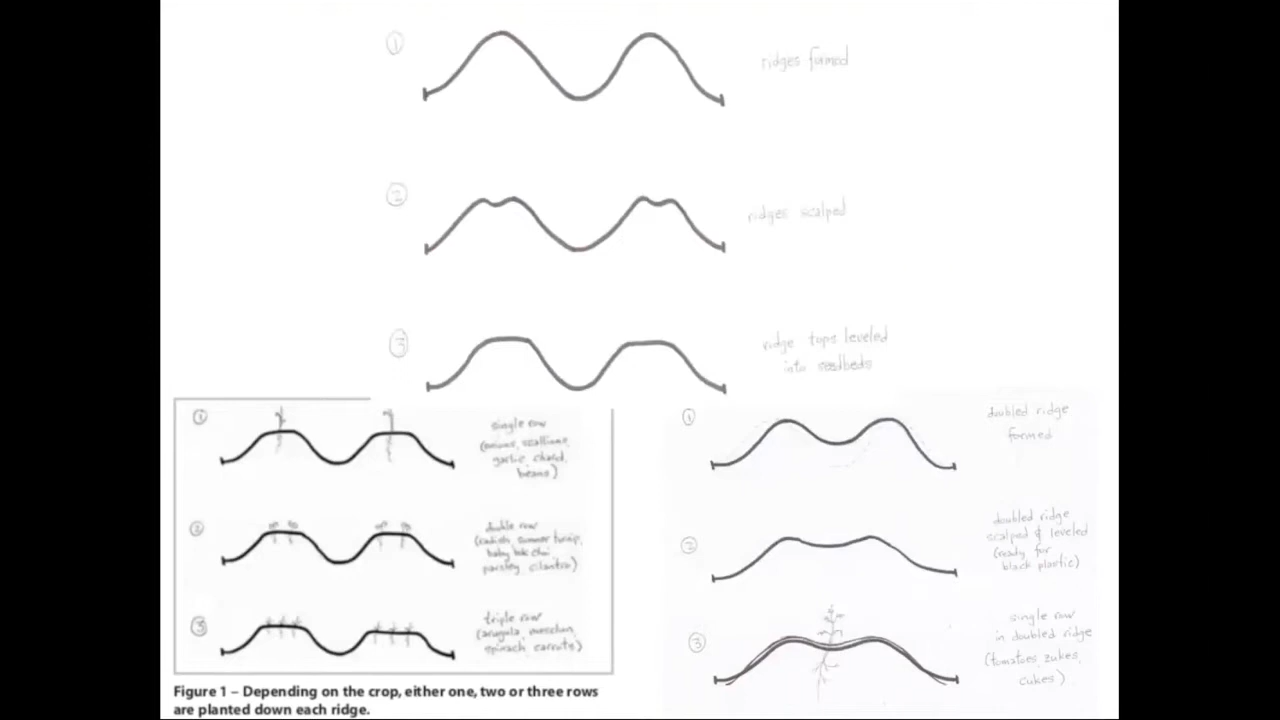 1
ridges formed
2
ridges scalped
3
ridge tops leveled
into seedbeds
1
single row
(onions, scallions,
garlic chard,
beans)
2
double row
(radish summer turnip,
baby bok choi
parsley cilantro)
3
triple row
(arugula mesclun
spinach carrots)
Figure 1 – Depending on the crop, either one, two or three rows
are planted down each ridge.
1
doubled ridge
formed
2
doubled ridge
scalped & leveled
(ready for
black plastic)
3
single row
in doubled ridge
(tomatoes, zukes,
cukes)